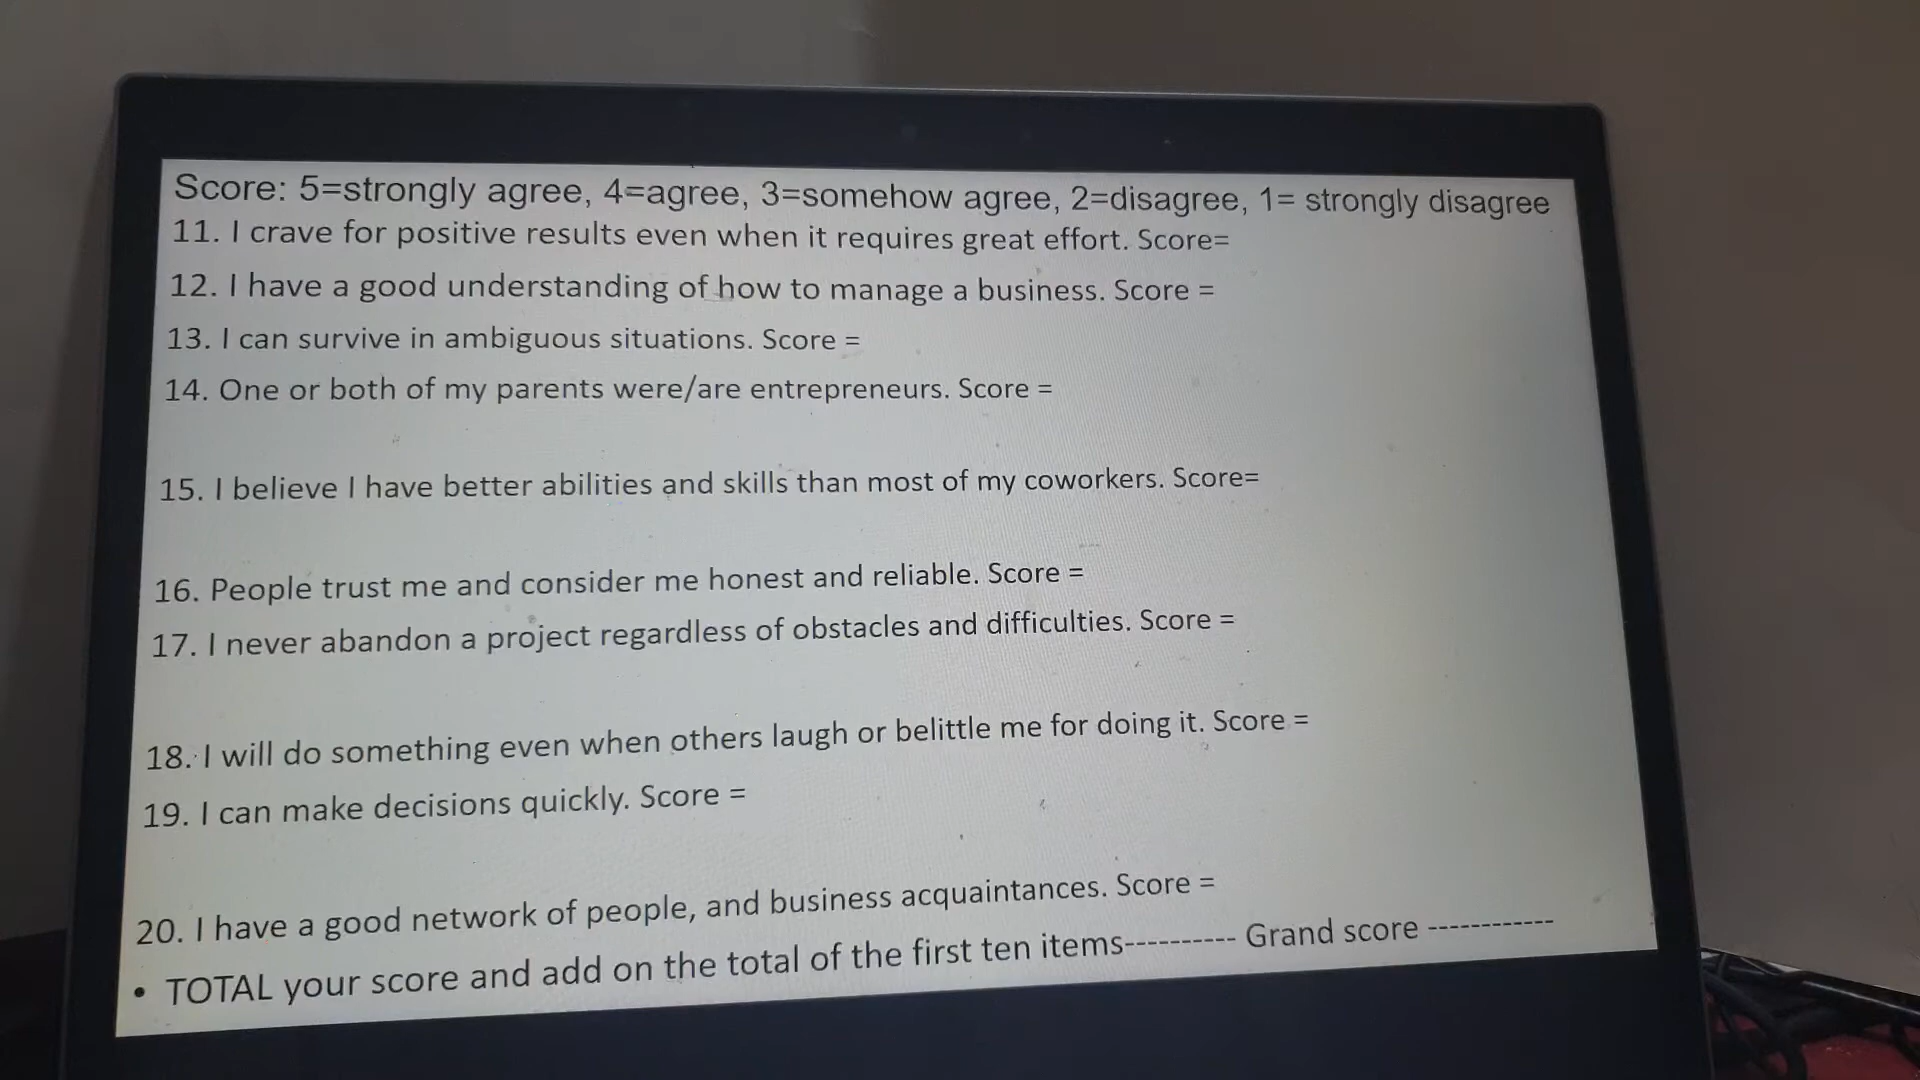 Score: 5=strongly agree, 4=agree, 3=somehow agree, 2=disagree, 1= strongly disagree
11. I crave for positive results even when it requires great effort. Score=
12. I have a good understanding of how to manage a business. Score =
13. I can survive in ambiguous situations. Score =
14. One or both of my parents were/are entrepreneurs. Score =
15. I believe I have better abilities and skills than most of my coworkers. Score=
16. People trust me and consider me honest and reliable. Score =
17. I never abandon a project regardless of obstacles and difficulties. Score =
18. I will do something even when others laugh or belittle me for doing it. Score =
19. I can make decisions quickly. Score =
20. I have a good network of people, and business acquaintances. Score =
• TOTAL your score and add on the total of the first ten items---------- Grand score ------------